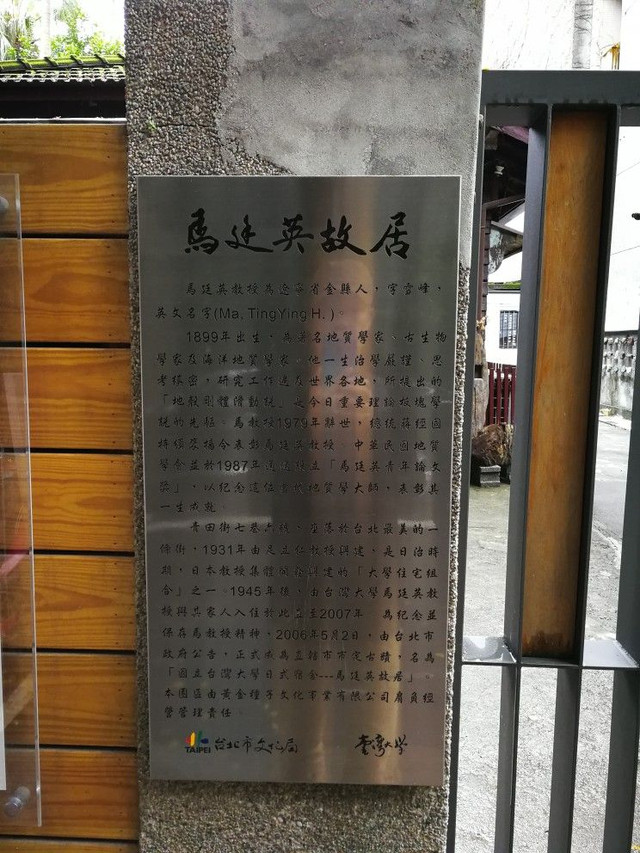 馬廷英故居
馬廷英教授為遼寧省金縣人，字雪峰，
英文名字(Ma, TingYing H. )。
1899年出生，為著名地質學家、古生物
學家及海洋地質學家。他一生治學嚴謹、思
考縝密，研究工作遍及世界各地，所提出的
「地殼剛體滑動說」是今日重要理論板塊學
說的先驅。馬教授1979年辭世，總統蔣經國
特頒褒揚令表彰馬廷英教授。中華民國地質
學會並於1987年 設立「馬廷英青年論文
獎」，以紀念這位 地質學大師，表彰其
一生成就。
青田街七巷六號，座落於台北最美的一
條街，1931年由足立仁教授興建，是日治時
期，日本教授集體 興建的「大學住宅組
合」之一。1945年後，由台灣大學馬廷英教
授與其家人入住於此直至2007年。為紀念並
保存馬教授精神，2006年5月2日，由台北市
政府公告，正式成為直轄市市定古蹟，名為
「國立台灣大學日式宿舍---馬廷英故居」。
本園區由黃金種子文化事業有限公司肩負經
營管理責任。
TAIPEI 台北市文化局
臺灣大學